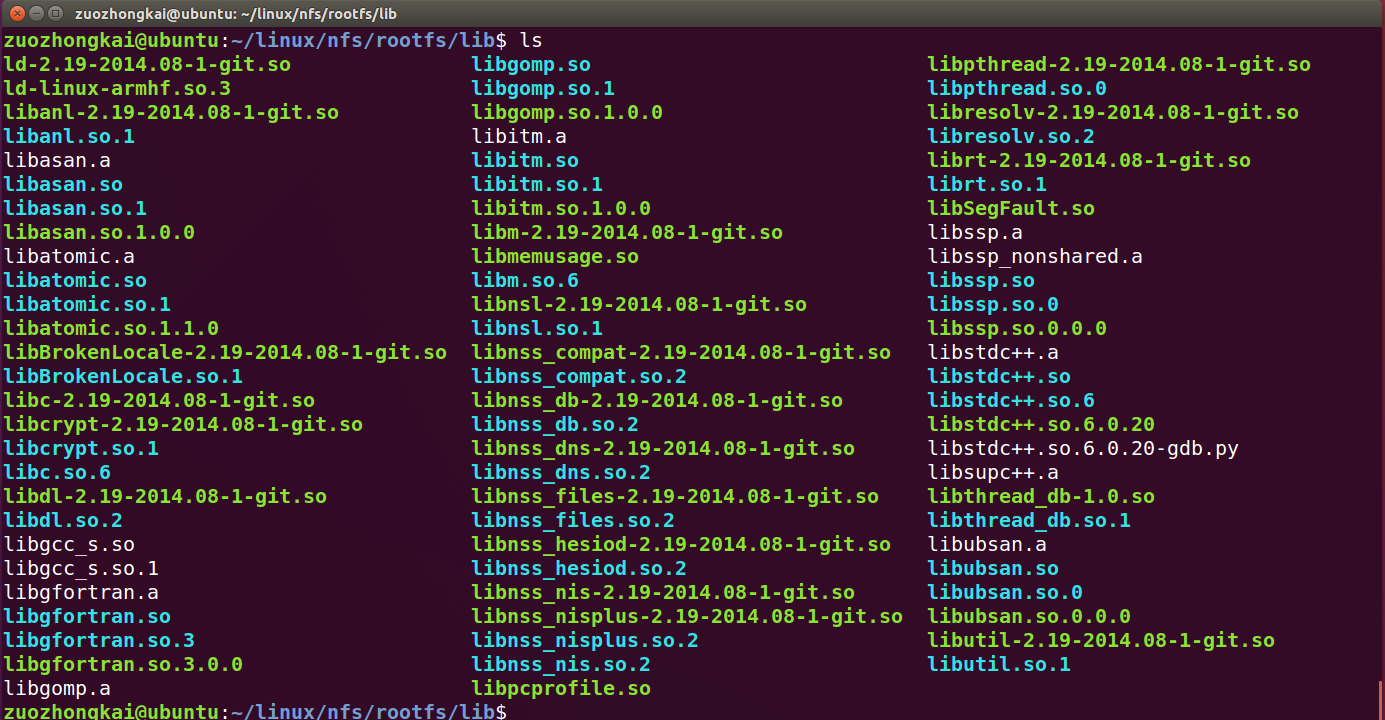 zuozhongkai@ubuntu: ~/linux/nfs/rootfs/lib
zuozhongkai@ubuntu:~/linux/nfs/rootfs/lib$ ls
ld-2.19-2014.08-1-git.so libgomp.so libpthread-2.19-2014.08-1-git.so
ld-linux-armhf.so.3 libgomp.so.1 libpthread.so.0
libanl-2.19-2014.08-1-git.so libgomp.so.1.0.0 libresolv-2.19-2014.08-1-git.so
libanl.so.1 libitm.a libresolv.so.2
libasan.a libitm.so librt-2.19-2014.08-1-git.so
libasan.so libitm.so.1 librt.so.1
libasan.so.1 libitm.so.1.0.0 libSegFault.so
libasan.so.1.0.0 libm-2.19-2014.08-1-git.so libssp.a
libatomic.a libmemusage.so libssp_nonshared.a
libatomic.so libm.so.6 libssp.so
libatomic.so.1 libnsl-2.19-2014.08-1-git.so libssp.so.0
libatomic.so.1.1.0 libnsl.so.1 libssp.so.0.0.0
libBrokenLocale-2.19-2014.08-1-git.so libnss_compat-2.19-2014.08-1-git.so libstdc++.a
libBrokenLocale.so.1 libnss_compat.so.2 libstdc++.so
libc-2.19-2014.08-1-git.so libnss_db-2.19-2014.08-1-git.so libstdc++.so.6
libcrypt-2.19-2014.08-1-git.so libnss_db.so.2 libstdc++.so.6.0.20
libcrypt.so.1 libnss_dns-2.19-2014.08-1-git.so libstdc++.so.6.0.20-gdb.py
libc.so.6 libnss_dns.so.2 libsupc++.a
libdl-2.19-2014.08-1-git.so libnss_files-2.19-2014.08-1-git.so libthread_db-1.0.so
libdl.so.2 libnss_files.so.2 libthread_db.so.1
libgcc_s.so libnss_hesiod-2.19-2014.08-1-git.so libubsan.a
libgcc_s.so.1 libnss_hesiod.so.2 libubsan.so
libgfortran.a libnss_nis-2.19-2014.08-1-git.so libubsan.so.0
libgfortran.so libnss_nisplus-2.19-2014.08-1-git.so libubsan.so.0.0.0
libgfortran.so.3 libnss_nisplus.so.2 libutil-2.19-2014.08-1-git.so
libgfortran.so.3.0.0 libnss_nis.so.2 libutil.so.1
libgomp.a libpcprofile.so
zuozhongkai@ubuntu:~/linux/nfs/rootfs/lib$